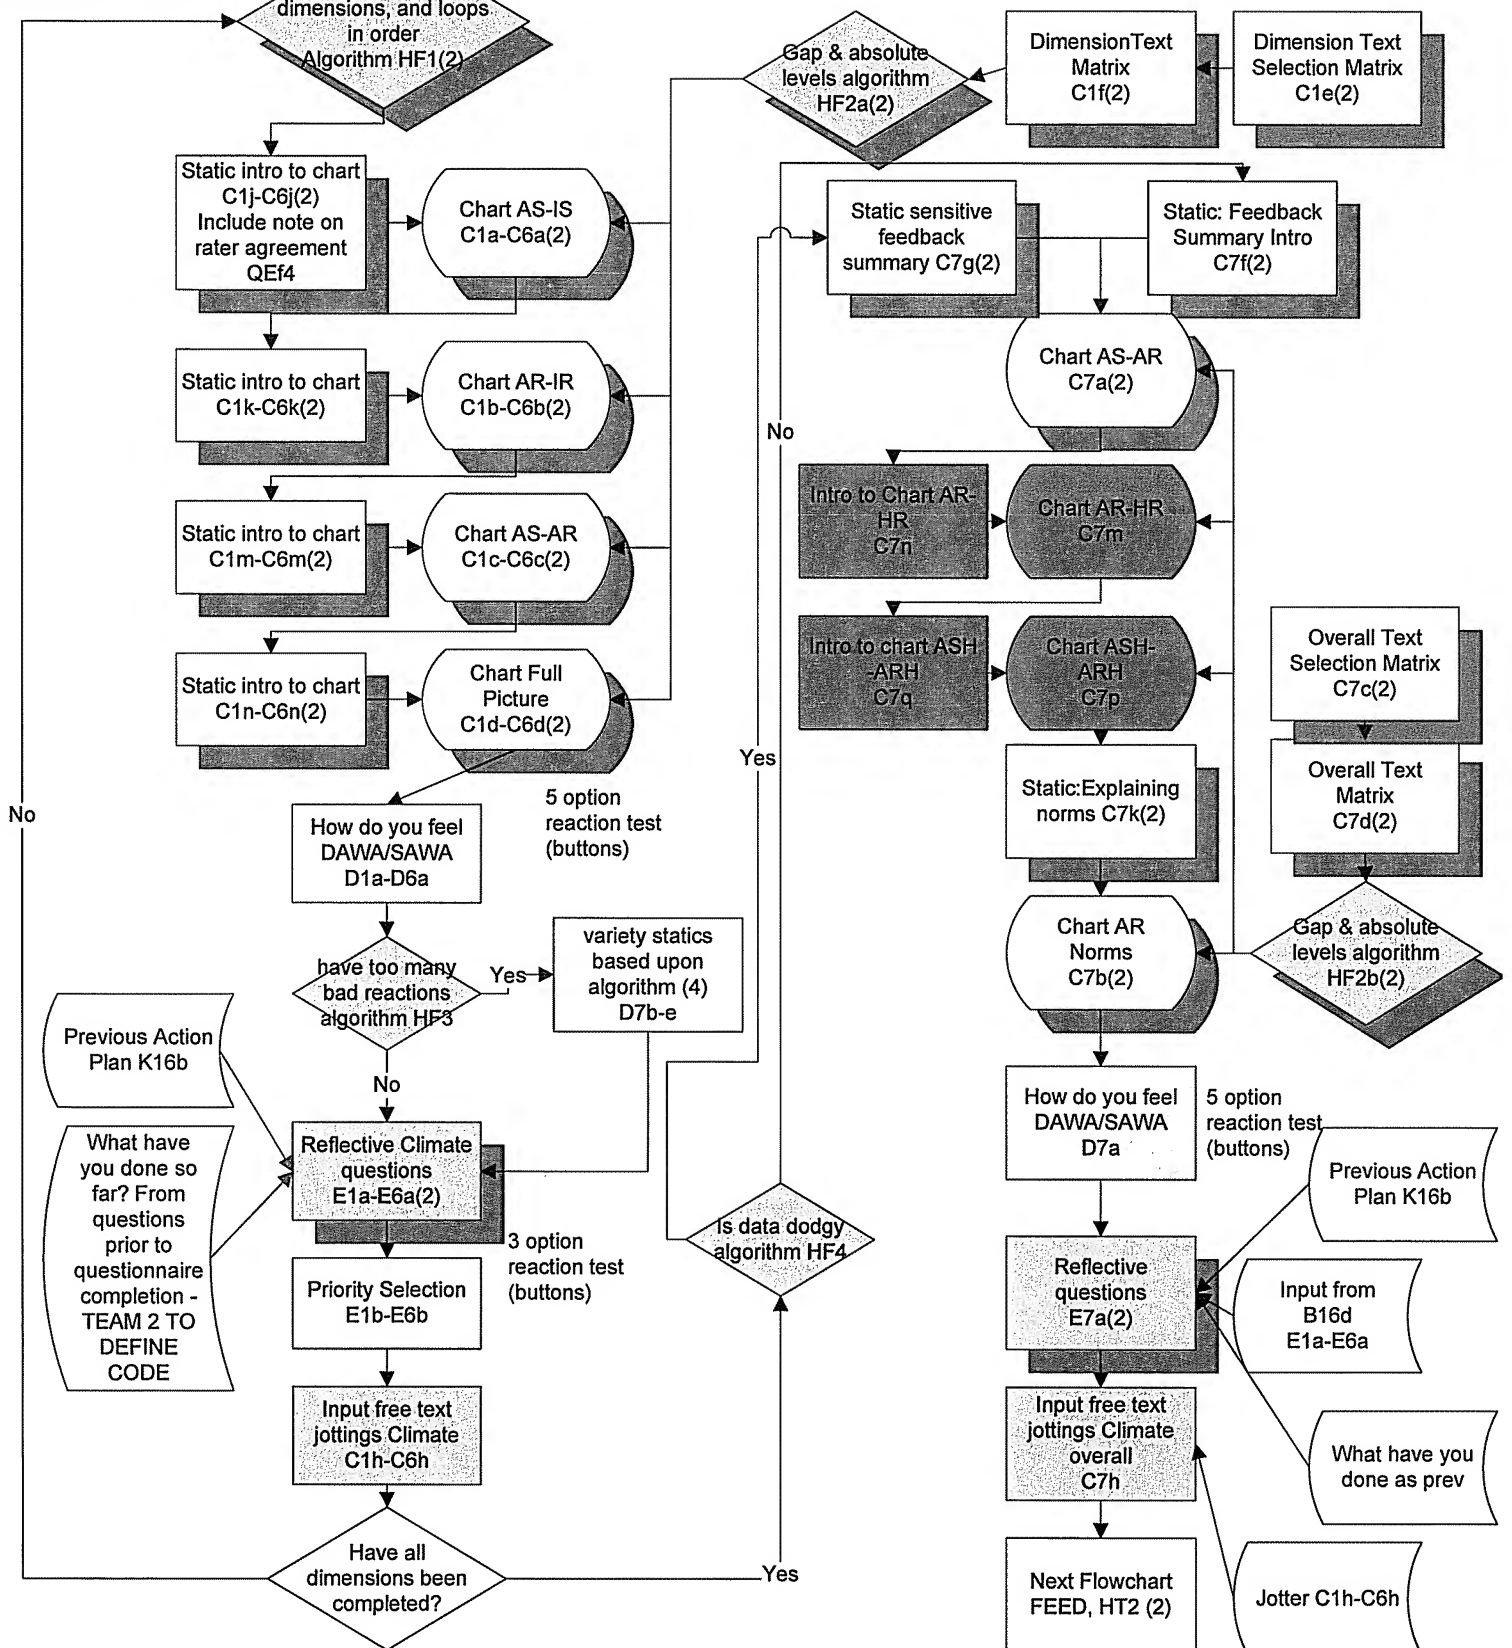 dimensions, and loops
in order
Algorithm HF1(2)
Gap & absolute
levels algorithm
HF2a(2)
DimensionText
Matrix
C1f(2)
Dimension Text
Selection Matrix
C1e(2)
Static intro to chart
C1j-C6j(2)
Include note on
rater agreement
QEf4
Chart AS-IS
C1a-C6a(2)
Static sensitive
feedback
summary C7g(2)
Static: Feedback
Summary Intro
C7f(2)
Static intro to chart
C1k-C6k(2)
Chart AR-IR
C1b-C6b(2)
Chart AS-AR
C7a(2)
No
Static intro to chart
C1m-C6m(2)
Chart AS-AR
C1c-C6c(2)
Intro to Chart AR-
HR
C7n
Chart AR-HR
C7m
Static intro to chart
C1n-C6n(2)
Chart Full
Picture
C1d-C6d(2)
Intro to chart ASH
-ARH
C7q
Chart ASH-
ARH
C7p
Overall Text
Selection Matrix
C7c(2)
Yes
Static:Explaining
norms C7k(2)
Overall Text
Matrix
C7d(2)
No
How do you feel
DAWA/SAWA
D1a-D6a
5 option
reaction test
(buttons)
have too many
bad reactions
algorithm HF3
Yes
variety statics
based upon
algorithm (4)
D7b-e
Chart AR
Norms
C7b(2)
Gap & absolute
levels algorithm
HF2b(2)
Previous Action
Plan K16b
No
How do you feel
DAWA/SAWA
D7a
5 option
reaction test
(buttons)
What have
you done so
far? From
questions
prior to
questionnaire
completion -
TEAM 2 TO
DEFINE
CODE
Reflective Climate
questions
E1a-E6a(2)
Previous Action
Plan K16b
Is data dodgy
algorithm HF4
3 option
reaction test
(buttons)
Priority Selection
E1b-E6b
Reflective
questions
E7a(2)
Input from
B16d
E1a-E6a
Input free text
jottings Climate
C1h-C6h
Input free text
jottings Climate
overall
C7h
What have you
done as prev
Have all
dimensions been
completed?
Yes
Next Flowchart
FEED, HT2 (2)
Jotter C1h-C6h